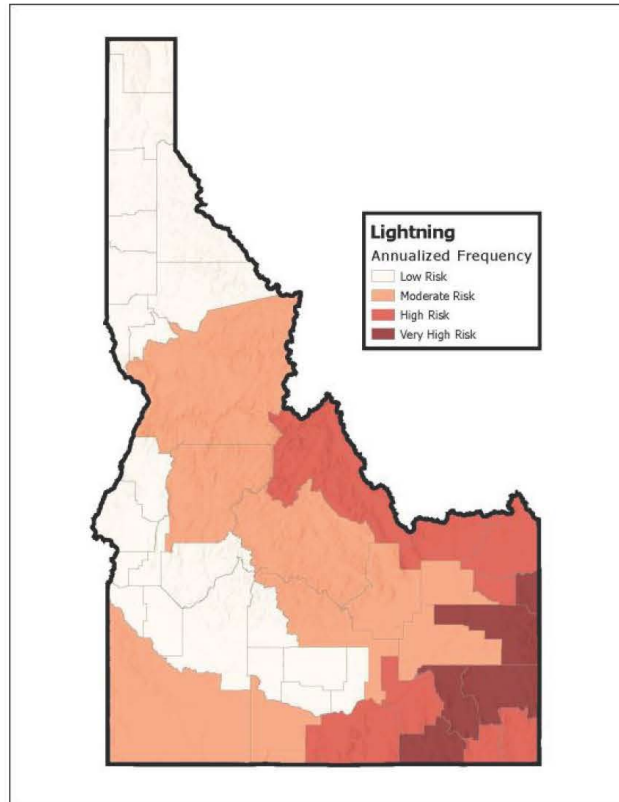 Lightning
Annualized Frequency
Low Risk
Moderate Risk
High Risk
Very High Risk